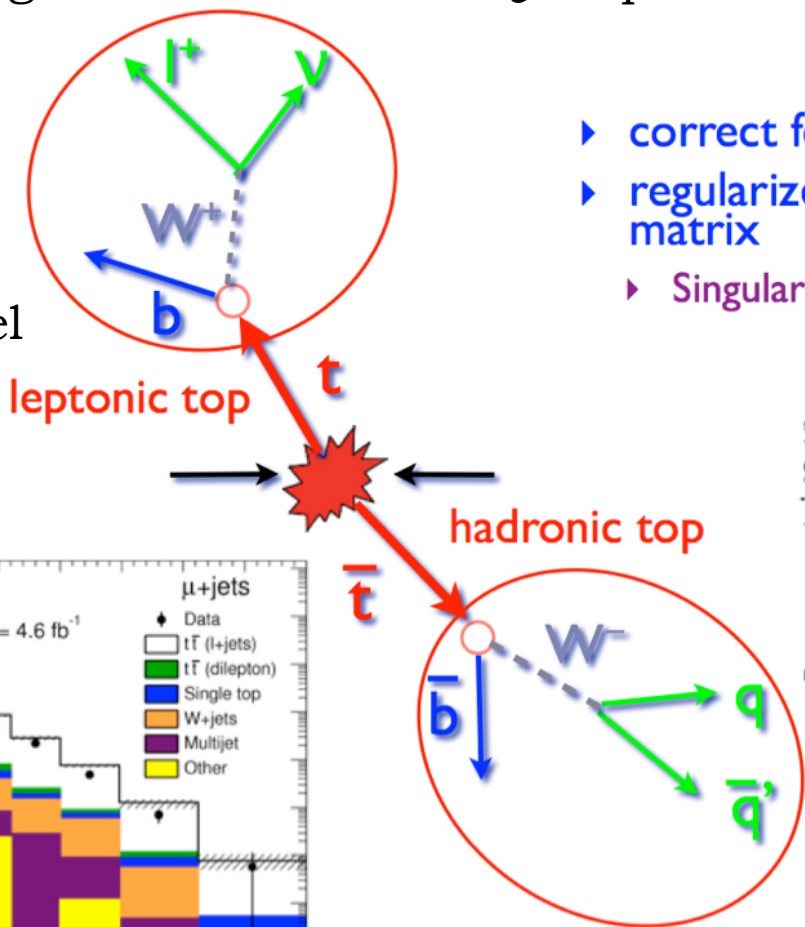 l⁺
ν
W⁺
b
▸ correct
▸
matrix
▸ Singular
leptonic top
t
hadronic top
t̄
W⁻
b̄
q
q̄’
μ+jets
= 4.6 fb⁻¹
Data
tt̄ (l+jets)
tt̄ (dilepton)
Single top
W+jets
Multijet
Other